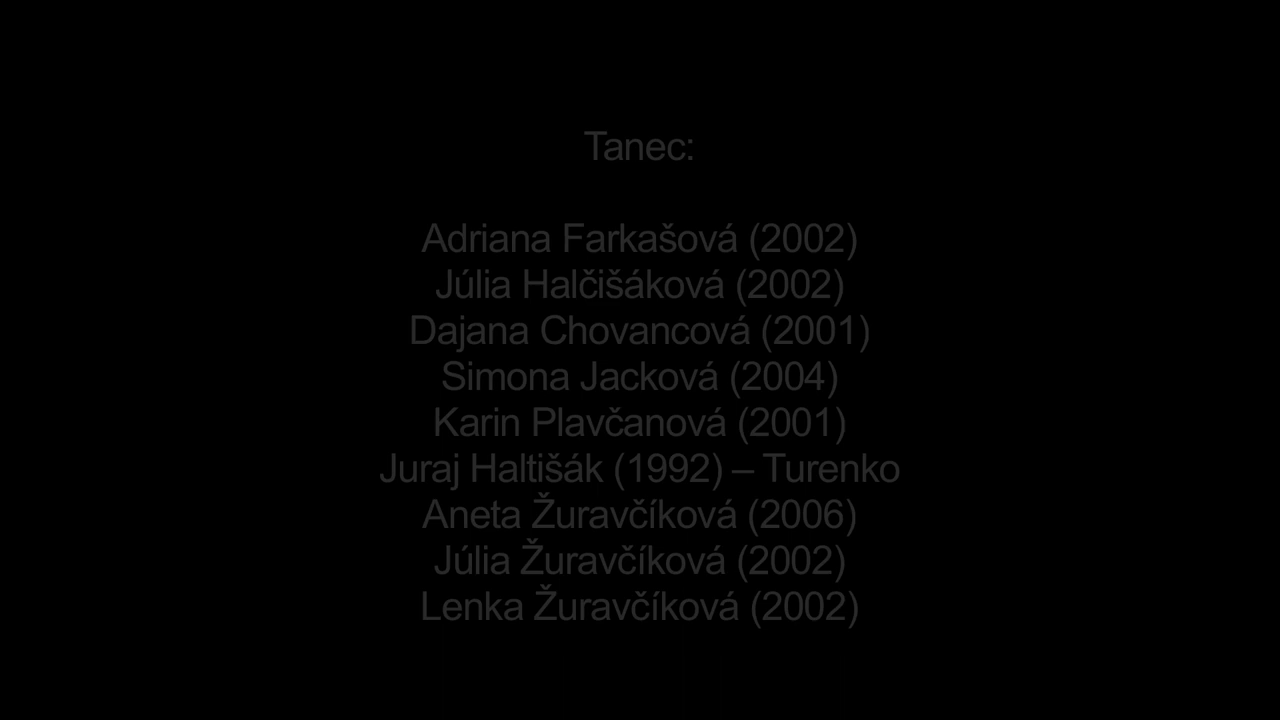 Tanec:
Adriana Farkašová (2002)
Júlia Halčišáková (2002)
Dajana Chovancová (2001)
Simona Jacková (2004)
Karin Plavčanová (2001)
Juraj Haltišák (1992) – Turenko
Aneta Žuravčíková (2006)
Júlia Žuravčíková (2002)
Lenka Žuravčíková (2002)